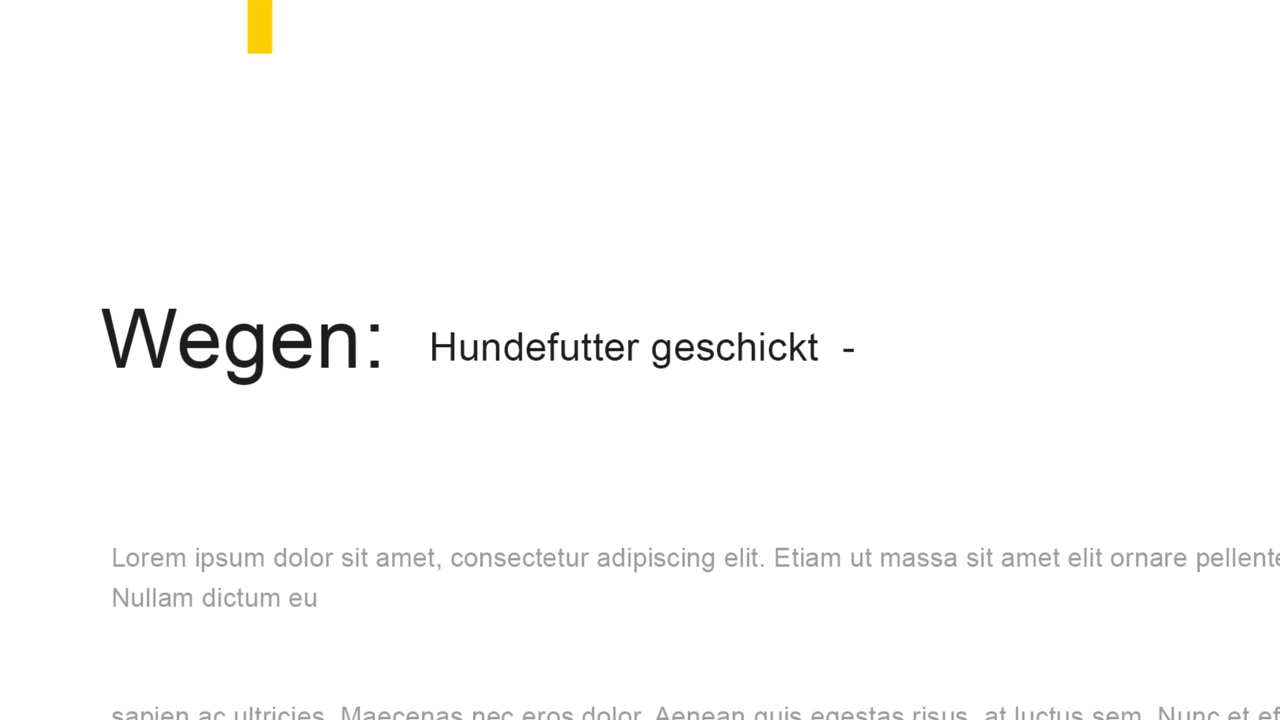 Wegen: Hundefutter geschickt -
Lorem ipsum dolor sit amet, consectetur adipiscing elit. Etiam ut massa sit amet elit ornare
Nullam dictum eu
sapien ac ultricies. Maecenas nec eros dolor. Aenean quis egestas risus, at luctus sem. Nunc et